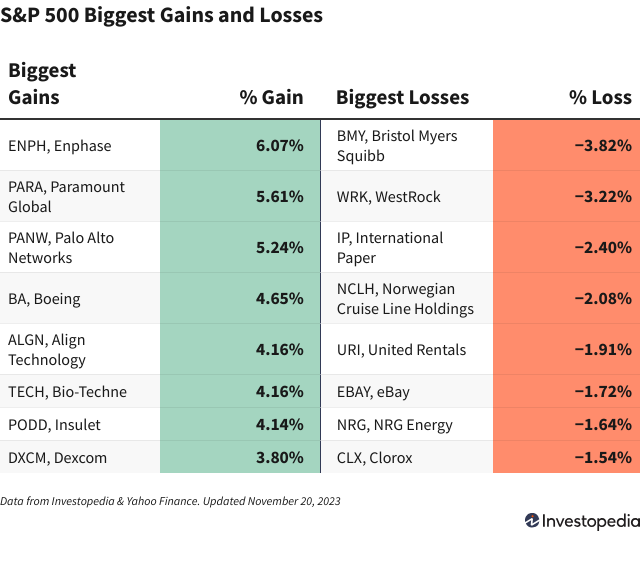 S&P 500 Biggest Gains and Losses
Biggest
Gains
% Gain
Biggest Losses
% Loss
ENPH, Enphase
6.07%
BMY, Bristol Myers
Squibb
−3.82%
PARA, Paramount
Global
5.61%
WRK, WestRock
−3.22%
PANW, Palo Alto
Networks
5.24%
IP, International
Paper
−2.40%
BA, Boeing
4.65%
NCLH, Norwegian
Cruise Line Holdings
−2.08%
ALGN, Align
Technology
4.16%
URI, United Rentals
−1.91%
TECH, Bio-Techne
4.16%
EBAY, eBay
−1.72%
PODD, Insulet
4.14%
NRG, NRG Energy
−1.64%
DXCM, Dexcom
3.80%
CLX, Clorox
−1.54%
Data from Investopedia & Yahoo Finance. Updated November 20, 2023
Investopedia